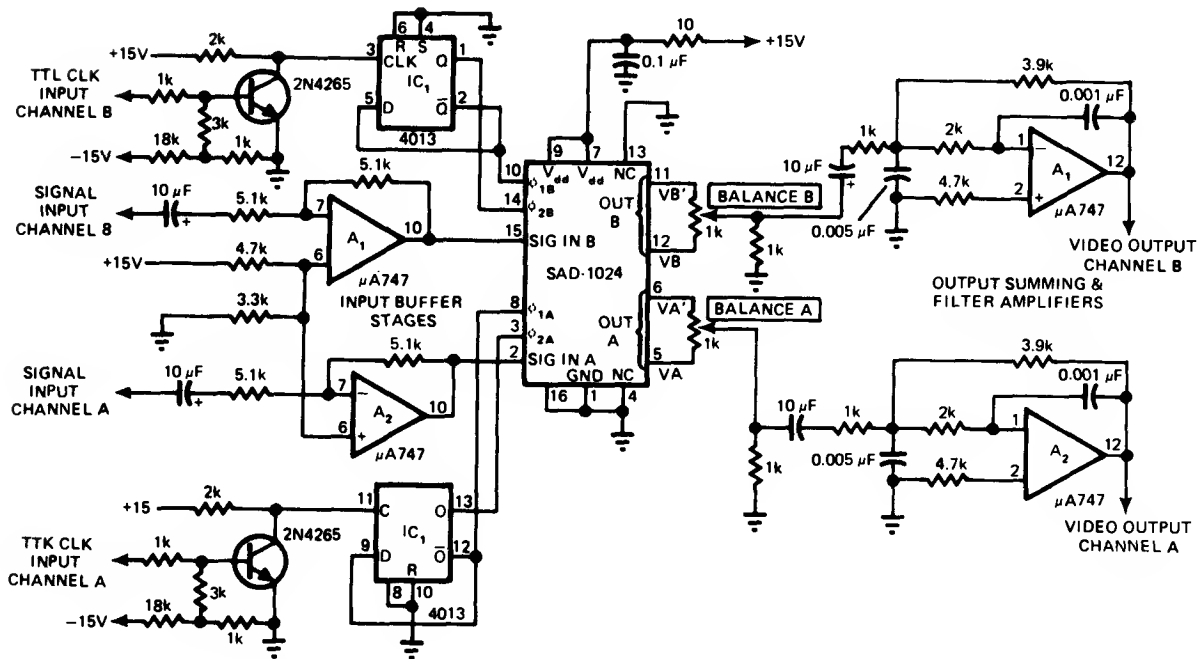 +15V
2k
TTL CLK
INPUT
CHANNEL B
1k
2N4265
3k
18k
-15V
1k
6
4
R
S
3
CLK
Q
1
IC1
5
D
Q̅
2
4013
SIGNAL
INPUT
CHANNEL B
10 µF
+
5.1k
5.1k
7
A1
10
6
µA747
+15V
4.7k
3.3k
INPUT BUFFER
STAGES
SIGNAL
INPUT
CHANNEL A
10 µF
+
5.1k
5.1k
7
−
A2
10
6
+
µA747
+15
2k
TTK CLK
INPUT
CHANNEL A
1k
2N4265
3k
18k
-15V
1k
11
C
O
13
IC1
9
D
O̅
12
R
8
10
4013
10
+15V
0.1 µF
9
7
13
Vdd
Vdd
NC
10
ϕ1B
14
ϕ2B
15
SIG IN B
SAD-1024
8
ϕ1A
3
ϕ2A
2
SIG IN A
GND
NC
16
1
4
OUT
B
11
VB'
12
VB
1k
BALANCE B
OUT
A
6
VA'
5
VA
1k
BALANCE A
1k
10 µF
+
1k
0.005 µF
3.9k
0.001 µF
2k
1
−
4.7k
2
+
A1
12
µA747
VIDEO OUTPUT
CHANNEL B
OUTPUT SUMMING &
FILTER AMPLIFIERS
1k
10 µF
1k
0.005 µF
3.9k
0.001 µF
2k
1
4.7k
2
A2
12
µA747
VIDEO OUTPUT
CHANNEL A